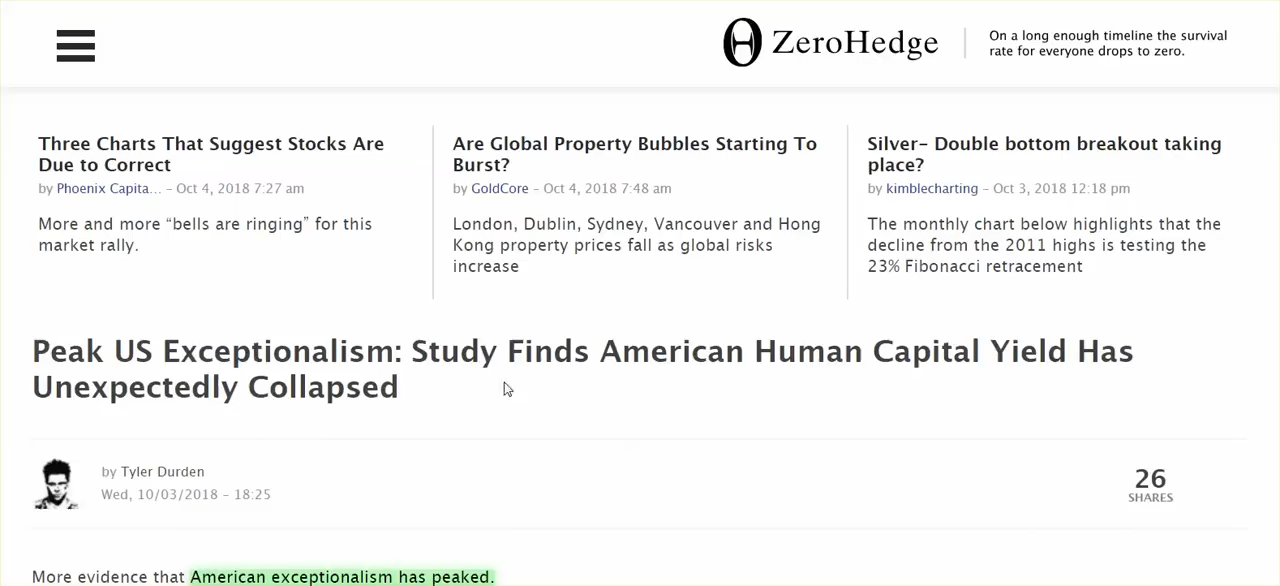 ZeroHedge
On a long enough timeline the survival
rate for everyone drops to zero.
Three Charts That Suggest Stocks Are
Due to Correct
by Phoenix Capita... – Oct 4, 2018 7:27 am
More and more “bells are ringing” for this
market rally.
Are Global Property Bubbles Starting To
Burst?
by GoldCore – Oct 4, 2018 7:48 am
London, Dublin, Sydney, Vancouver and Hong
Kong property prices fall as global risks
increase
Silver– Double bottom breakout taking
place?
by kimblecharting – Oct 3, 2018 12:18 pm
The monthly chart below highlights that the
decline from the 2011 highs is testing the
23% Fibonacci retracement
Peak US Exceptionalism: Study Finds American Human Capital Yield Has
Unexpectedly Collapsed
by Tyler Durden
Wed, 10/03/2018 – 18:25
26
SHARES
More evidence that American exceptionalism has peaked.